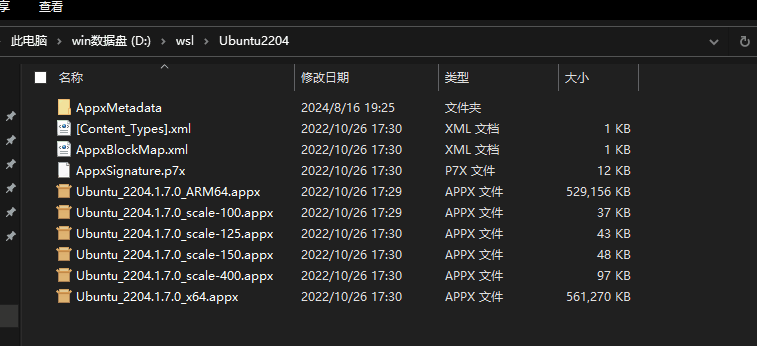 享 查看
此电脑 › win数据盘 (D:) › wsl › Ubuntu2204
名称 修改日期 类型 大小
AppxMetadata 2024/8/16 19:25 文件夹
[Content_Types].xml 2022/10/26 17:30 XML 文档 1 KB
AppxBlockMap.xml 2022/10/26 17:30 XML 文档 1 KB
AppxSignature.p7x 2022/10/26 17:30 P7X 文件 12 KB
Ubuntu_2204.1.7.0_ARM64.appx 2022/10/26 17:29 APPX 文件 529,156 KB
Ubuntu_2204.1.7.0_scale-100.appx 2022/10/26 17:29 APPX 文件 37 KB
Ubuntu_2204.1.7.0_scale-125.appx 2022/10/26 17:30 APPX 文件 43 KB
Ubuntu_2204.1.7.0_scale-150.appx 2022/10/26 17:30 APPX 文件 48 KB
Ubuntu_2204.1.7.0_scale-400.appx 2022/10/26 17:30 APPX 文件 97 KB
Ubuntu_2204.1.7.0_x64.appx 2022/10/26 17:30 APPX 文件 561,270 KB